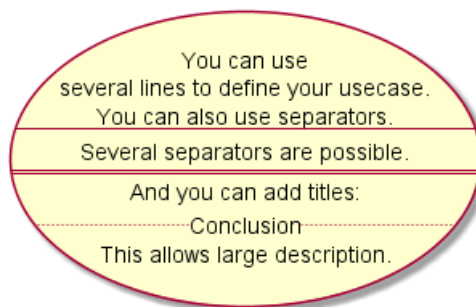 You can use
several lines to define your usecase.
You can also use separators.
Several separators are possible.
And you can add titles:
Conclusion
This allows large description.